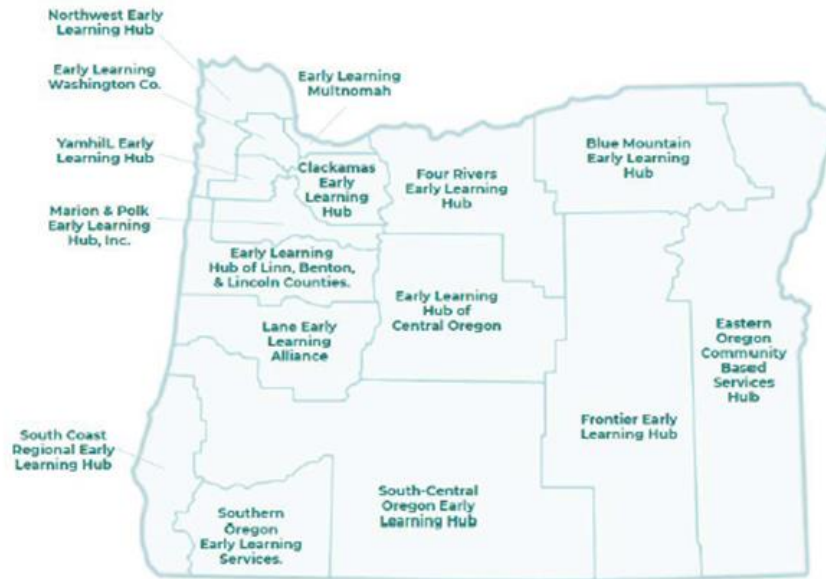 Northwest Early
Learning Hub
Early Learning
Washington Co.
Early Learning
Multnomah
Yamhill Early
Learning Hub
Clackamas
Early
Learning
Hub
Four Rivers
Early Learning
Hub
Blue Mountain
Early Learning
Hub
Marion & Polk
Early Learning
Hub, Inc.
Early Learning
Hub of Linn, Benton,
& Lincoln Counties.
Early Learning
Hub of
Central Oregon
Lane Early
Learning
Alliance
Eastern
Oregon
Community
Based
Services
Hub
Frontier Early
Learning Hub
South Coast
Regional Early
Learning Hub
South-Central
Oregon Early
Learning Hub
Southern
Oregon
Early Learning
Services.